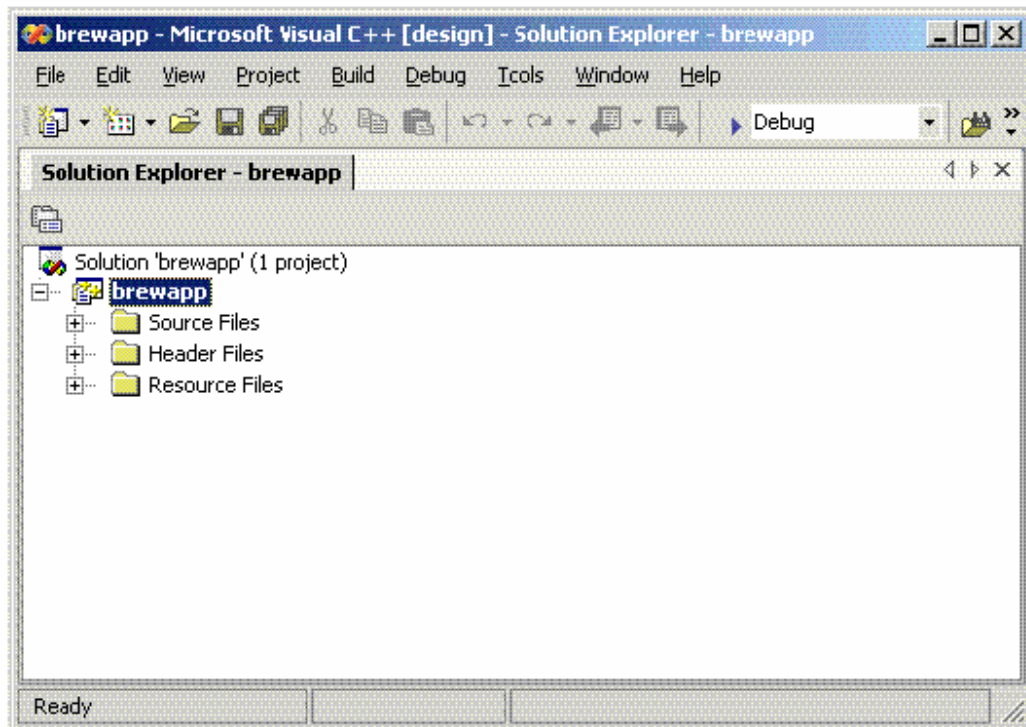 brewapp - Microsoft Visual C++ [design] - Solution Explorer - brewapp
File Edit View Project Build Debug Tools Window Help
Debug
Solution Explorer - brewapp
Solution 'brewapp' (1 project)
brewapp
Source Files
Header Files
Resource Files
Ready